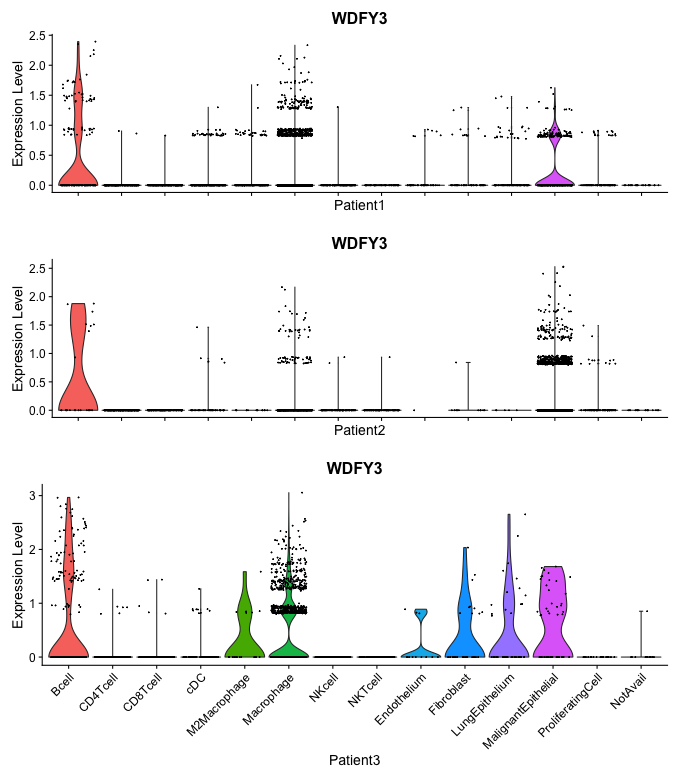 WDFY3
Expression Level
2.5
2.0
1.5
1.0
0.5
0.0
Patient1
WDFY3
Expression Level
2.5
2.0
1.5
1.0
0.5
0.0
Patient2
WDFY3
Expression Level
3
2
1
0
Bcell
CD4Tcell
CD8Tcell
cDC
M2Macrophage
Macrophage
NKcell
NKTcell
Endothelium
Fibroblast
LungEpithelium
MalignantEpithelial
ProliferatingCell
NotAvail
Patient3